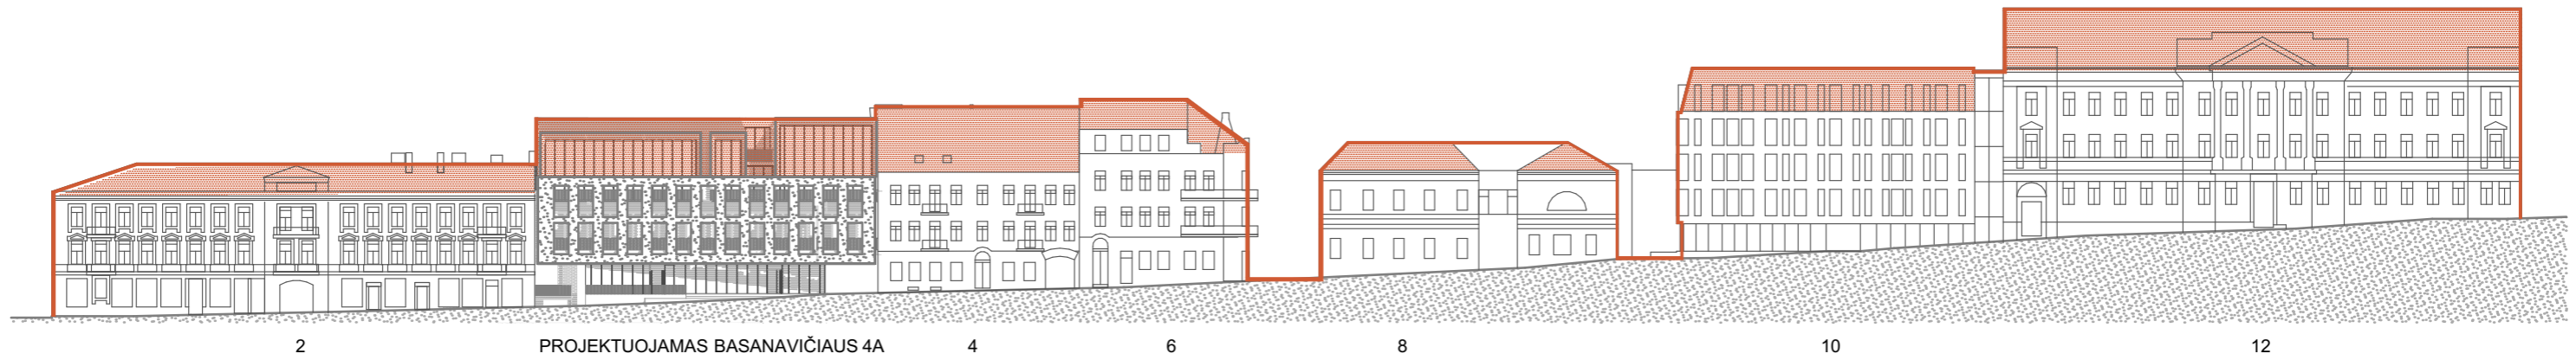 2 PROJEKTUOJAMAS BASANAVIČIAUS 4A 4 6 8 10 12